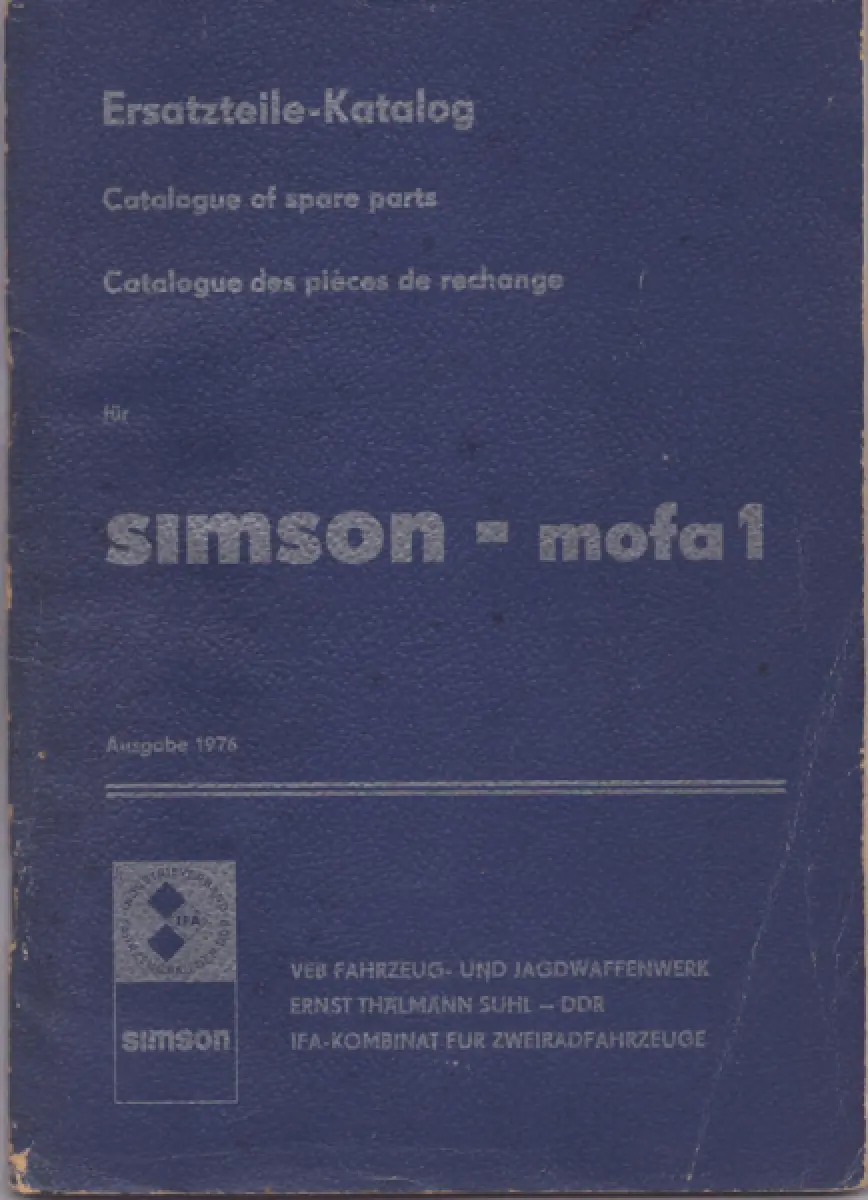 Ersatzteile-Katalog
Catalogue of spare parts
Catalogue des pièces de rechange
für
simson - mofa 1
Ausgabe 1976
INDUSTRIEVERBAND
IFA
simson
VEB FAHRZEUG- UND JAGDWAFFENWERK
ERNST THÄLMANN SUHL – DDR
IFA-KOMBINAT FÜR ZWEIRADFAHRZEUGE